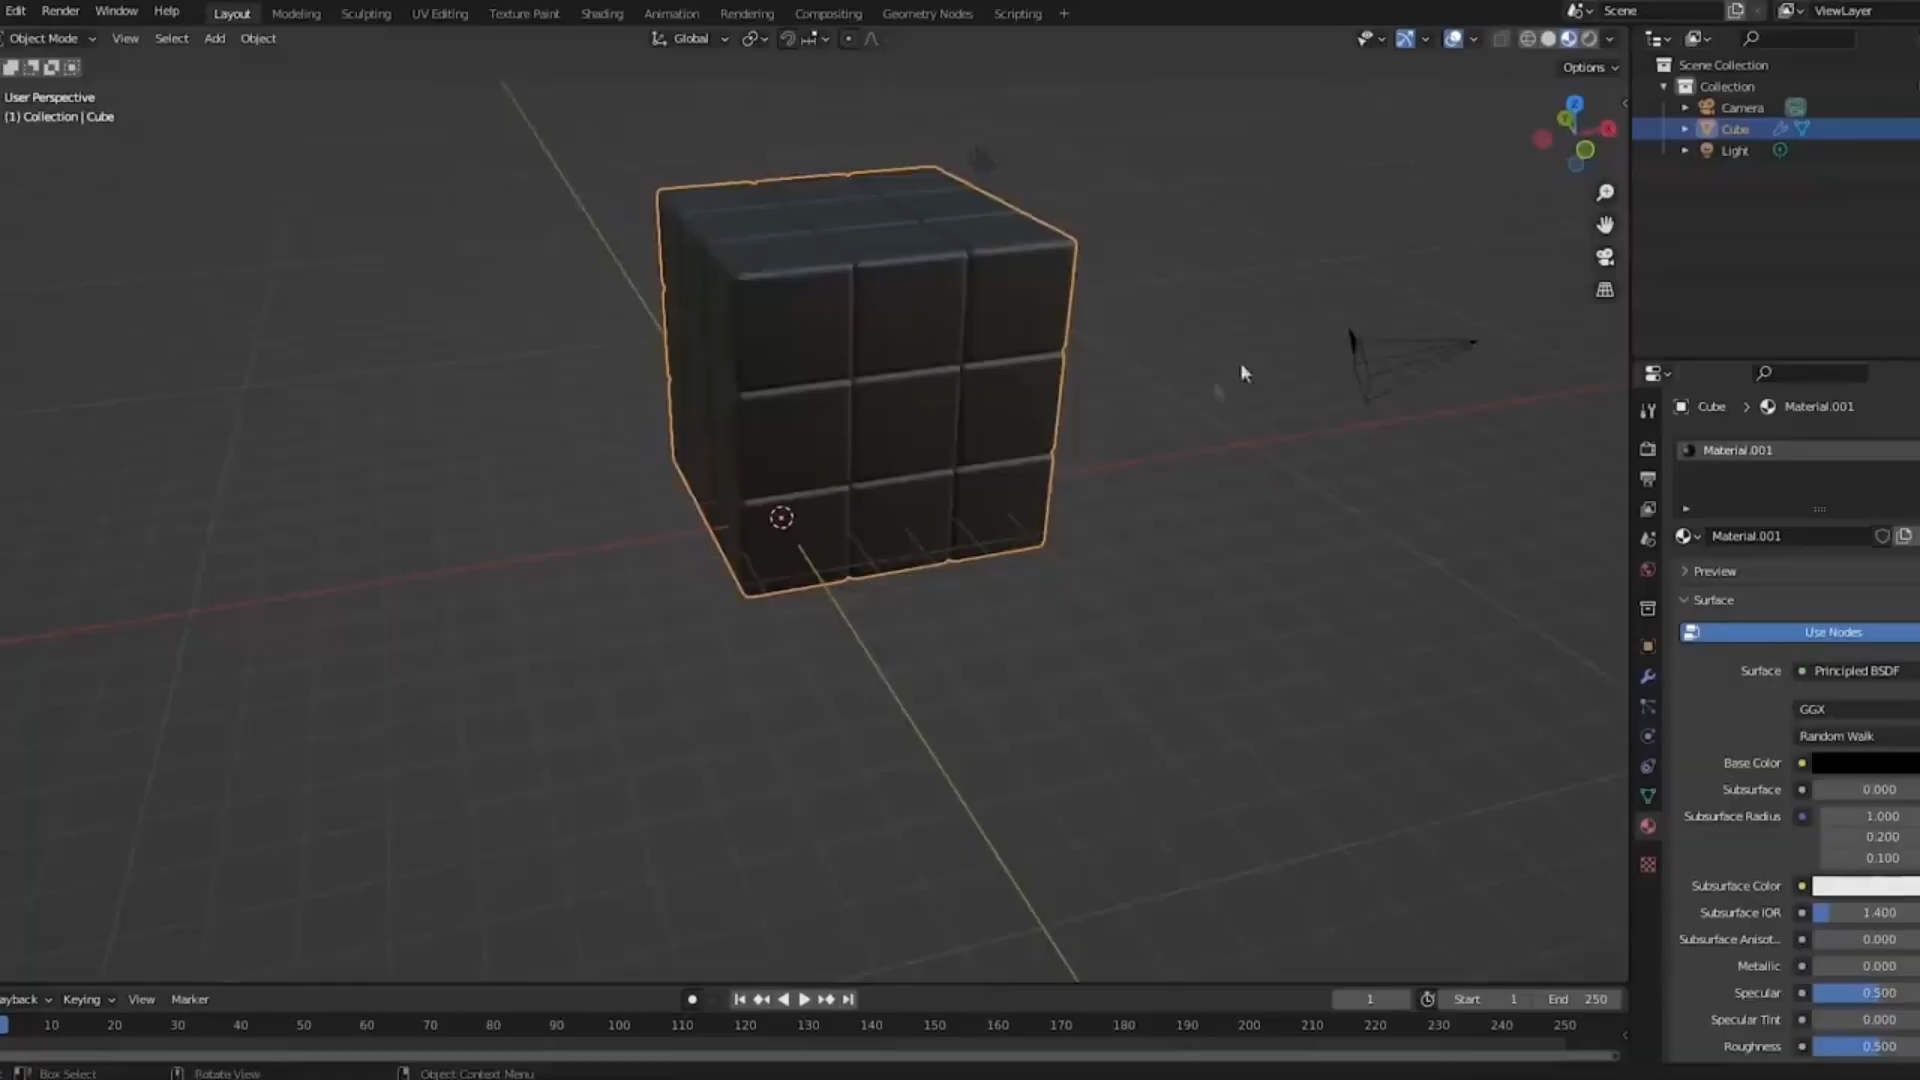 Edit Render Window Help Layout Modeling Sculpting UV Editing Texture Paint Shading Animation Rendering Compositing Geometry Nodes Scripting + Scene ViewLayer
Object Mode View Select Add Object Global
Options
User Perspective
(1) Collection | Cube
Z
Y
X
Scene Collection
Collection
Camera
Cube
Light
Cube > Material.001
Material.001
Material.001
Preview
Surface
Use Nodes
Surface Principled BSDF
GGX
Random Walk
Base Color
Subsurface 0.000
Subsurface Radius 1.000
0.200
0.100
Subsurface Color
Subsurface IOR 1.400
Subsurface Anisot... 0.000
Metallic 0.000
Specular 0.500
Specular Tint 0.000
Roughness 0.500
ayback Keying View Marker 1 Start 1 End 250
10 20 30 40 50 60 70 80 90 100 110 120 130 140 150 160 170 180 190 200 210 220 230 240 250
Box Select Rotate View Object Context Menu